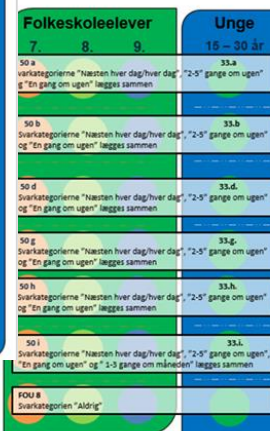 Folkeskoleelever
Unge
7. 8. 9.
15 – 30 år
50 a 33.a
varkategorierne "Næsten hver dag/hver dag", "2-5" gange om ugen"
g "En gang om ugen" lægges sammen
50 b 33.b
Svarkategorierne "Næsten hver dag/hver dag", "2-5" gange om ugen"
og "En gang om ugen" lægges sammen
50 d 33.d.
Svarkategorierne "Næsten hver dag/hver dag", "2-5" gange om ugen"
og "En gang om ugen" lægges sammen
50 g 33.g.
Svarkategorierne "Næsten hver dag/hver dag", "2-5" gange om ugen"
og "En gang om ugen" lægges sammen
50 h 33.h.
Svarkategorierne "Næsten hver dag/hver dag", "2-5" gange om ugen"
og "En gang om ugen" lægges sammen
50 i 33.i.
Svarkategorierne "Næsten hver dag/hver dag", "2-5" gange om ugen",
"En gang om ugen" og " 1-3 gange om måneden" lægges sammen
FOU 8
Svarkategorien "Aldrig"